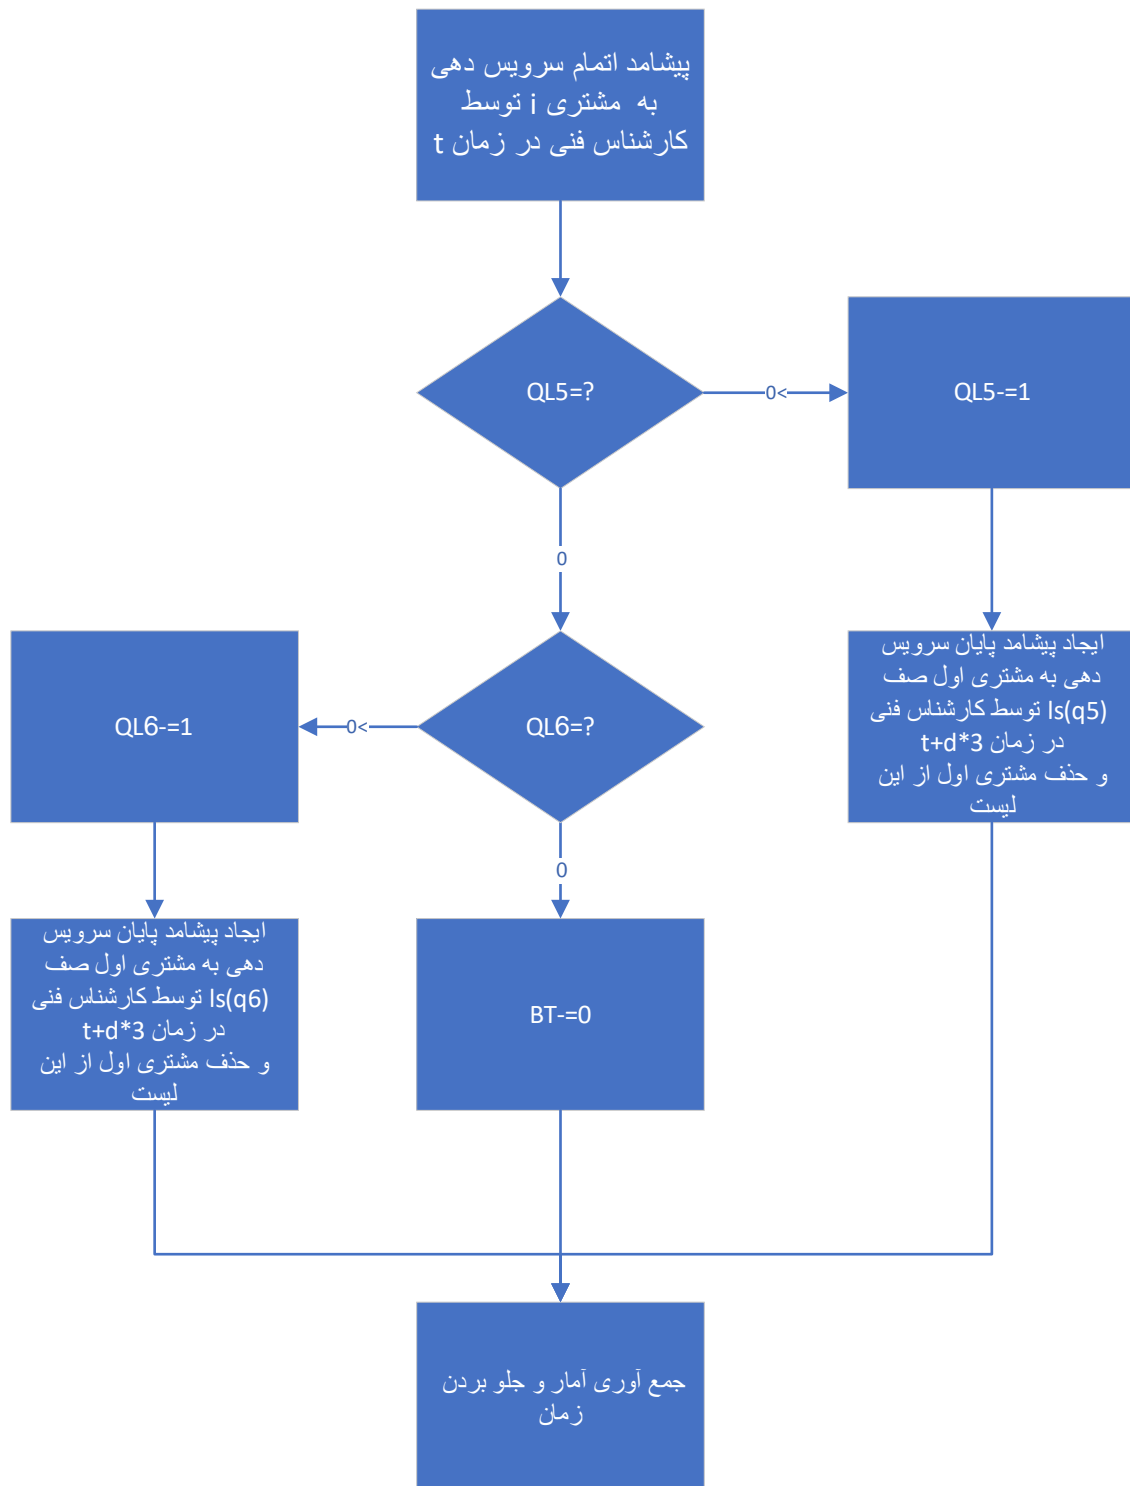 پیشامد اتمام سرویس دهی
به مشتری i توسط
کارشناس فنی در زمان t
QL5=?
0<
QL5-=1
0
ایجاد پیشامد پایان سرویس
دهی به مشتری اول صف
ls(q5) توسط کارشناس فنی
در زمان t+d*3
و حذف مشتری اول از این
لیست
QL6=?
0<
QL6-=1
0
ایجاد پیشامد پایان سرویس
دهی به مشتری اول صف
ls(q6) توسط کارشناس فنی
در زمان t+d*3
و حذف مشتری اول از این
لیست
BT-=0
جمع آوری آمار و جلو بردن
زمان